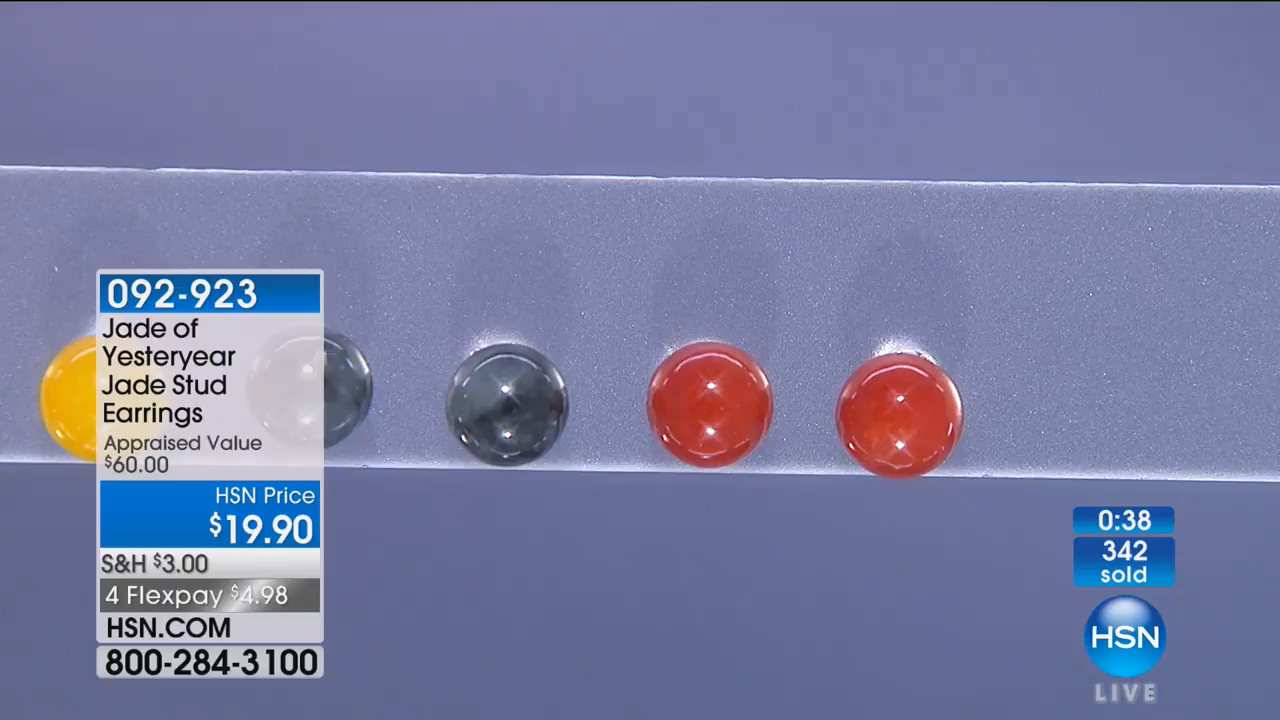 092-923
Jade of
Yesteryear
Jade Stud
Earrings
Appraised Value
$60.00
HSN Price
$19.90
S&H $3.00
4 Flexpay $4.98
HSN.COM
800-284-3100
0:38
342
sold
HSN
LIVE